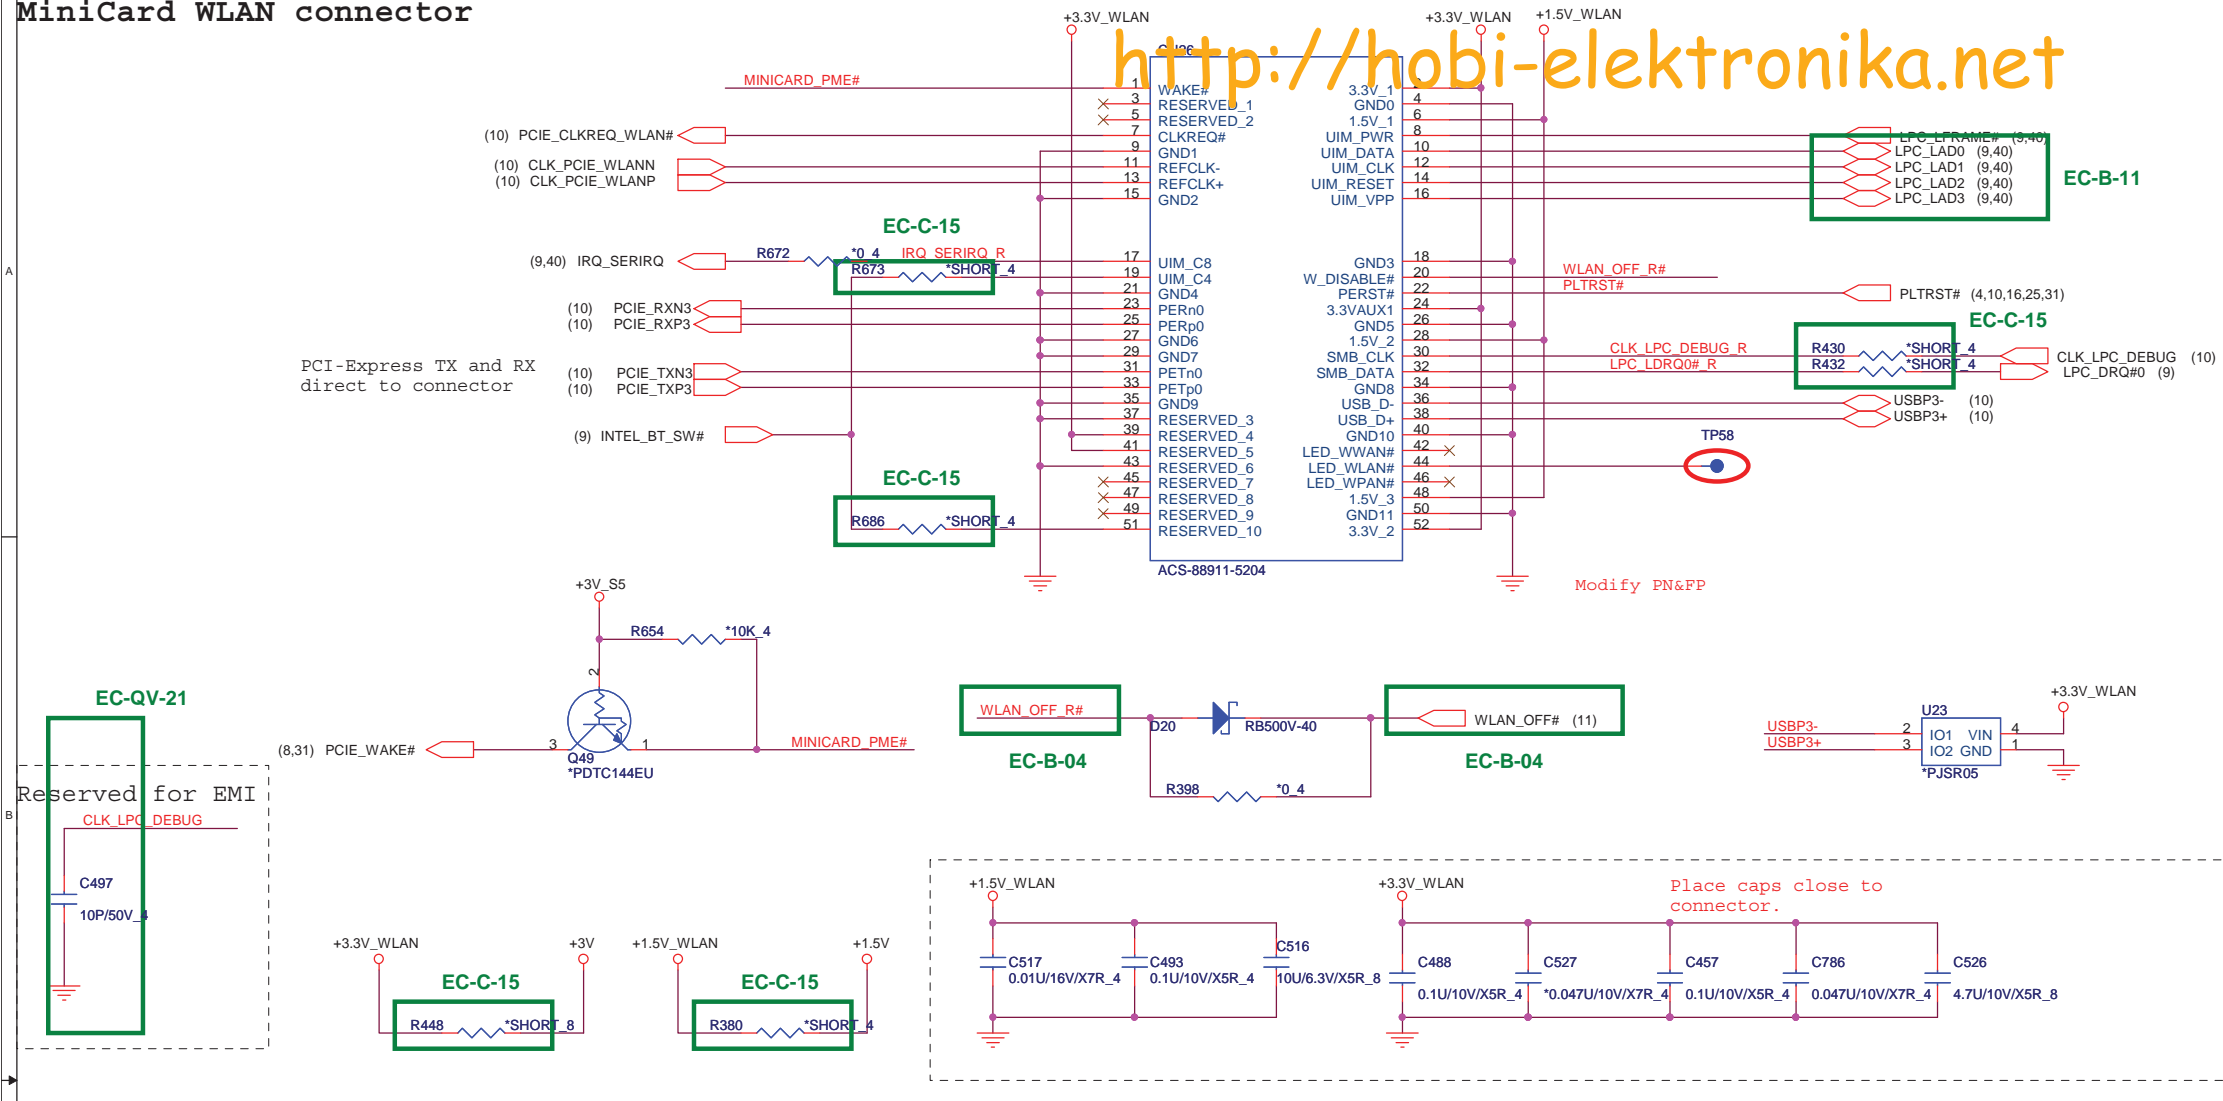 MiniCard WLAN connector
http://hobi-elektronika.net
+3.3V_WLAN
+3.3V_WLAN
+1.5V_WLAN
MINICARD_PME#
(10) PCIE_CLKREQ_WLAN#
(10) CLK_PCIE_WLANN
(10) CLK_PCIE_WLANP
EC-C-15
(9,40) IRQ_SERIRQ
R672 *0_4 IRQ_SERIRQ_R
R673 *SHORT_4
(10) PCIE_RXN3
(10) PCIE_RXP3
PCI-Express TX and RX
direct to connector
(10) PCIE_TXN3
(10) PCIE_TXP3
(9) INTEL_BT_SW#
EC-C-15
R686 *SHORT_4
1 WAKE# 3.3V_1
3 RESERVED_1 GND0 4
5 RESERVED_2 1.5V_1 6
7 CLKREQ# UIM_PWR 8
9 GND1 UIM_DATA 10
11 REFCLK- UIM_CLK 12
13 REFCLK+ UIM_RESET 14
15 GND2 UIM_VPP 16
17 UIM_C8 GND3 18
19 UIM_C4 W_DISABLE# 20
21 GND4 PERST# 22
23 PERn0 3.3VAUX1 24
25 PERp0 GND5 26
27 GND6 1.5V_2 28
29 GND7 SMB_CLK 30
31 PETn0 SMB_DATA 32
33 PETp0 GND8 34
35 GND9 USB_D- 36
37 RESERVED_3 USB_D+ 38
39 RESERVED_4 GND10 40
41 RESERVED_5 LED_WWAN# 42
43 RESERVED_6 LED_WLAN# 44
45 RESERVED_7 LED_WPAN# 46
47 RESERVED_8 1.5V_3 48
49 RESERVED_9 GND11 50
51 RESERVED_10 3.3V_2 52
ACS-88911-5204
LPC_LFRAME# (9,40)
LPC_LAD0 (9,40)
LPC_LAD1 (9,40)
LPC_LAD2 (9,40)
LPC_LAD3 (9,40)
EC-B-11
WLAN_OFF_R#
PLTRST#
PLTRST# (4,10,16,25,31)
EC-C-15
CLK_LPC_DEBUG_R
R430 *SHORT_4
CLK_LPC_DEBUG (10)
LPC_LDRQ0#_R
R432 *SHORT_4
LPC_DRQ#0 (9)
USBP3- (10)
USBP3+ (10)
TP58
Modify PN&FP
A
B
+3V_S5
R654 *10K_4
2
3
1
(8,31) PCIE_WAKE#
Q49
*PDTC144EU
MINICARD_PME#
WLAN_OFF_R#
EC-B-04
D20 RB500V-40
R398 *0_4
WLAN_OFF# (11)
EC-B-04
+3.3V_WLAN
U23
USBP3- 2 IO1 VIN 4
USBP3+ 3 IO2 GND 1
*PJSR05
EC-QV-21
Reserved for EMI
CLK_LPC_DEBUG
C497
10P/50V_4
+3.3V_WLAN +3V
EC-C-15
R448 *SHORT_8
+1.5V_WLAN +1.5V
EC-C-15
R380 *SHORT_4
+1.5V_WLAN
C517
0.01U/16V/X7R_4
C493
0.1U/10V/X5R_4
C516
10U/6.3V/X5R_8
+3.3V_WLAN
Place caps close to
connector.
C488
0.1U/10V/X5R_4
C527
*0.047U/10V/X7R_4
C457
0.1U/10V/X5R_4
C786
0.047U/10V/X7R_4
C526
4.7U/10V/X5R_8